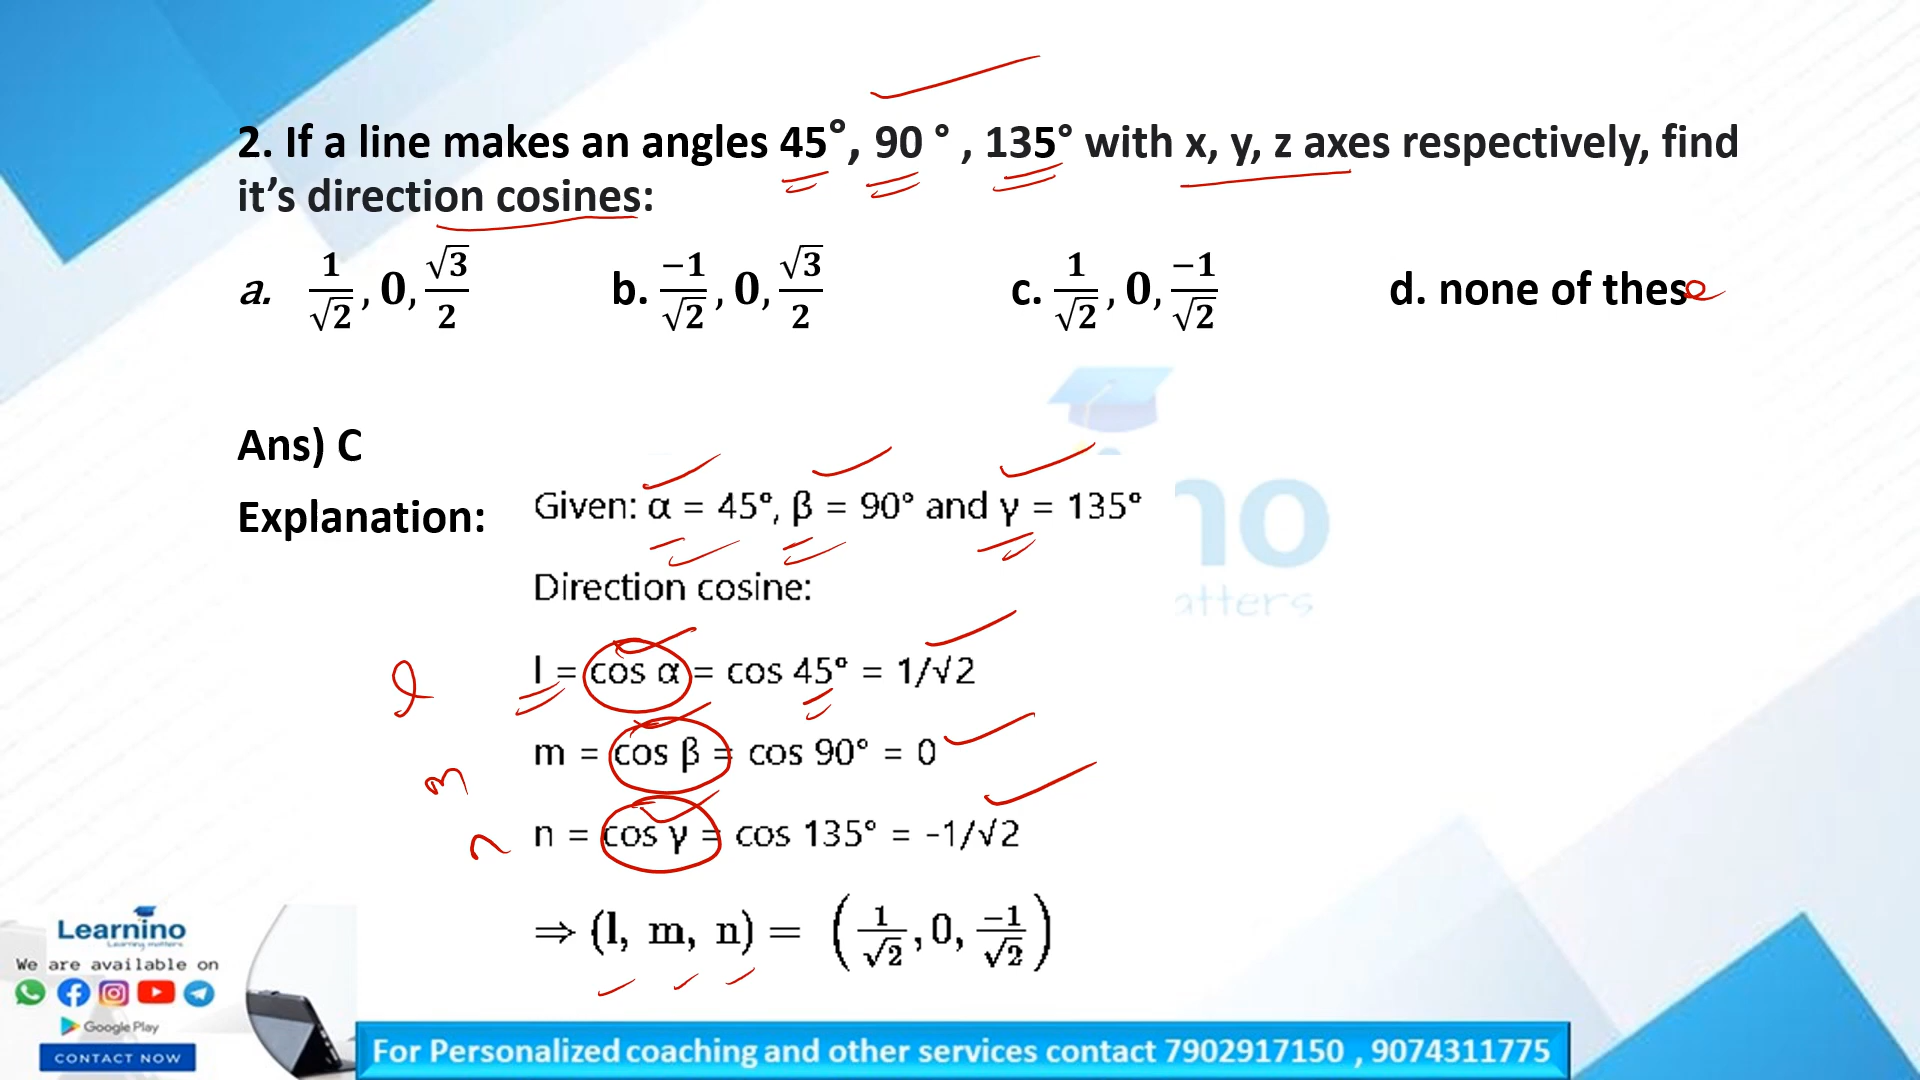 2. If a line makes an angles 45°, 90 ° , 135° with x, y, z axes respectively, find
it’s direction cosines:
a. 1/√2 , 0, √3/2 b. −1/√2 , 0, √3/2 c. 1/√2 , 0, −1/√2 d. none of these
Ans) C
Explanation: Given: α = 45°, β = 90° and γ = 135°
no
atters
Direction cosine:
l l = cos α = cos 45° = 1/√2
m m = cos β = cos 90° = 0
n n = cos γ = cos 135° = -1/√2
⇒ (l, m, n) = (1/√2 , 0, −1/√2)
Learnino
Learning matters
We are available on
Google Play
CONTACT NOW
For Personalized coaching and other services contact 7902917150 , 9074311775